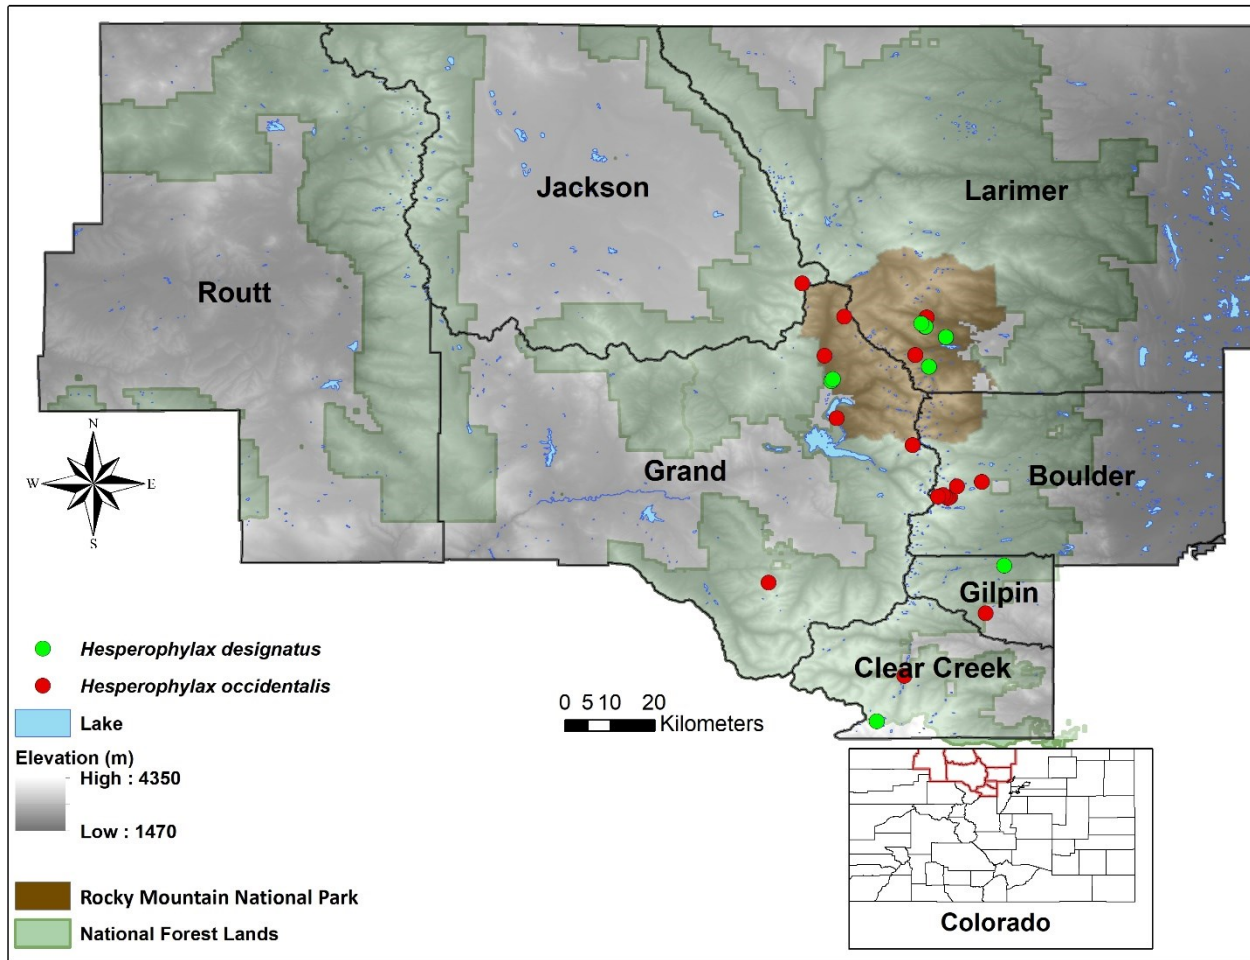 Jackson
Larimer
Routt
Grand
Boulder
Gilpin
Clear Creek
N
W
E
S
Hesperophylax designatus
Hesperophylax occidentalis
Lake
Elevation (m)
High : 4350
Low : 1470
Rocky Mountain National Park
National Forest Lands
0 5 10 20
Kilometers
Colorado